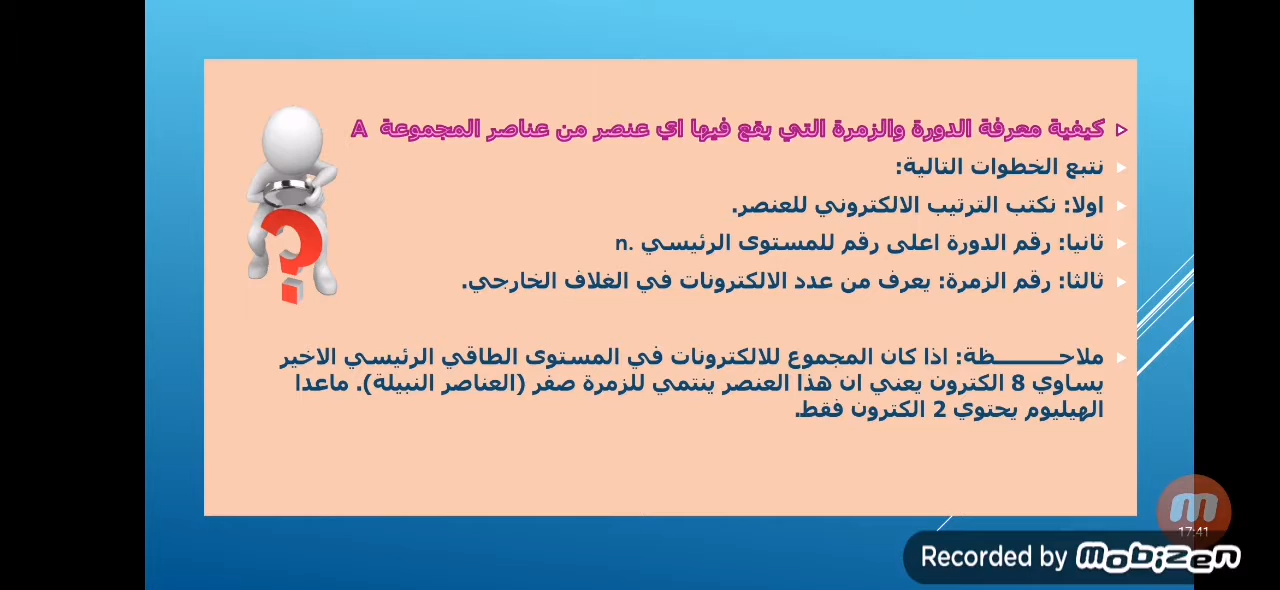 كيفية معرفة الدورة والزمرة التي يقع فيها اي عنصر من عناصر المجموعة A
نتبع الخطوات التالية:
اولا: نكتب الترتيب الالكتروني للعنصر.
ثانيا: رقم الدورة اعلى رقم للمستوى الرئيسي .n
ثالثا: رقم الزمرة: يعرف من عدد الالكترونات في الغلاف الخارجي.
ملاحـــــــــظة: اذا كان المجموع للالكترونات في المستوى الطاقي الرئيسي الاخير
يساوي 8 الكترون يعني ان هذا العنصر ينتمي للزمرة صفر (العناصر النبيلة). ماعدا
الهيليوم يحتوي 2 الكترون فقط.
17:41
Recorded by mobizen